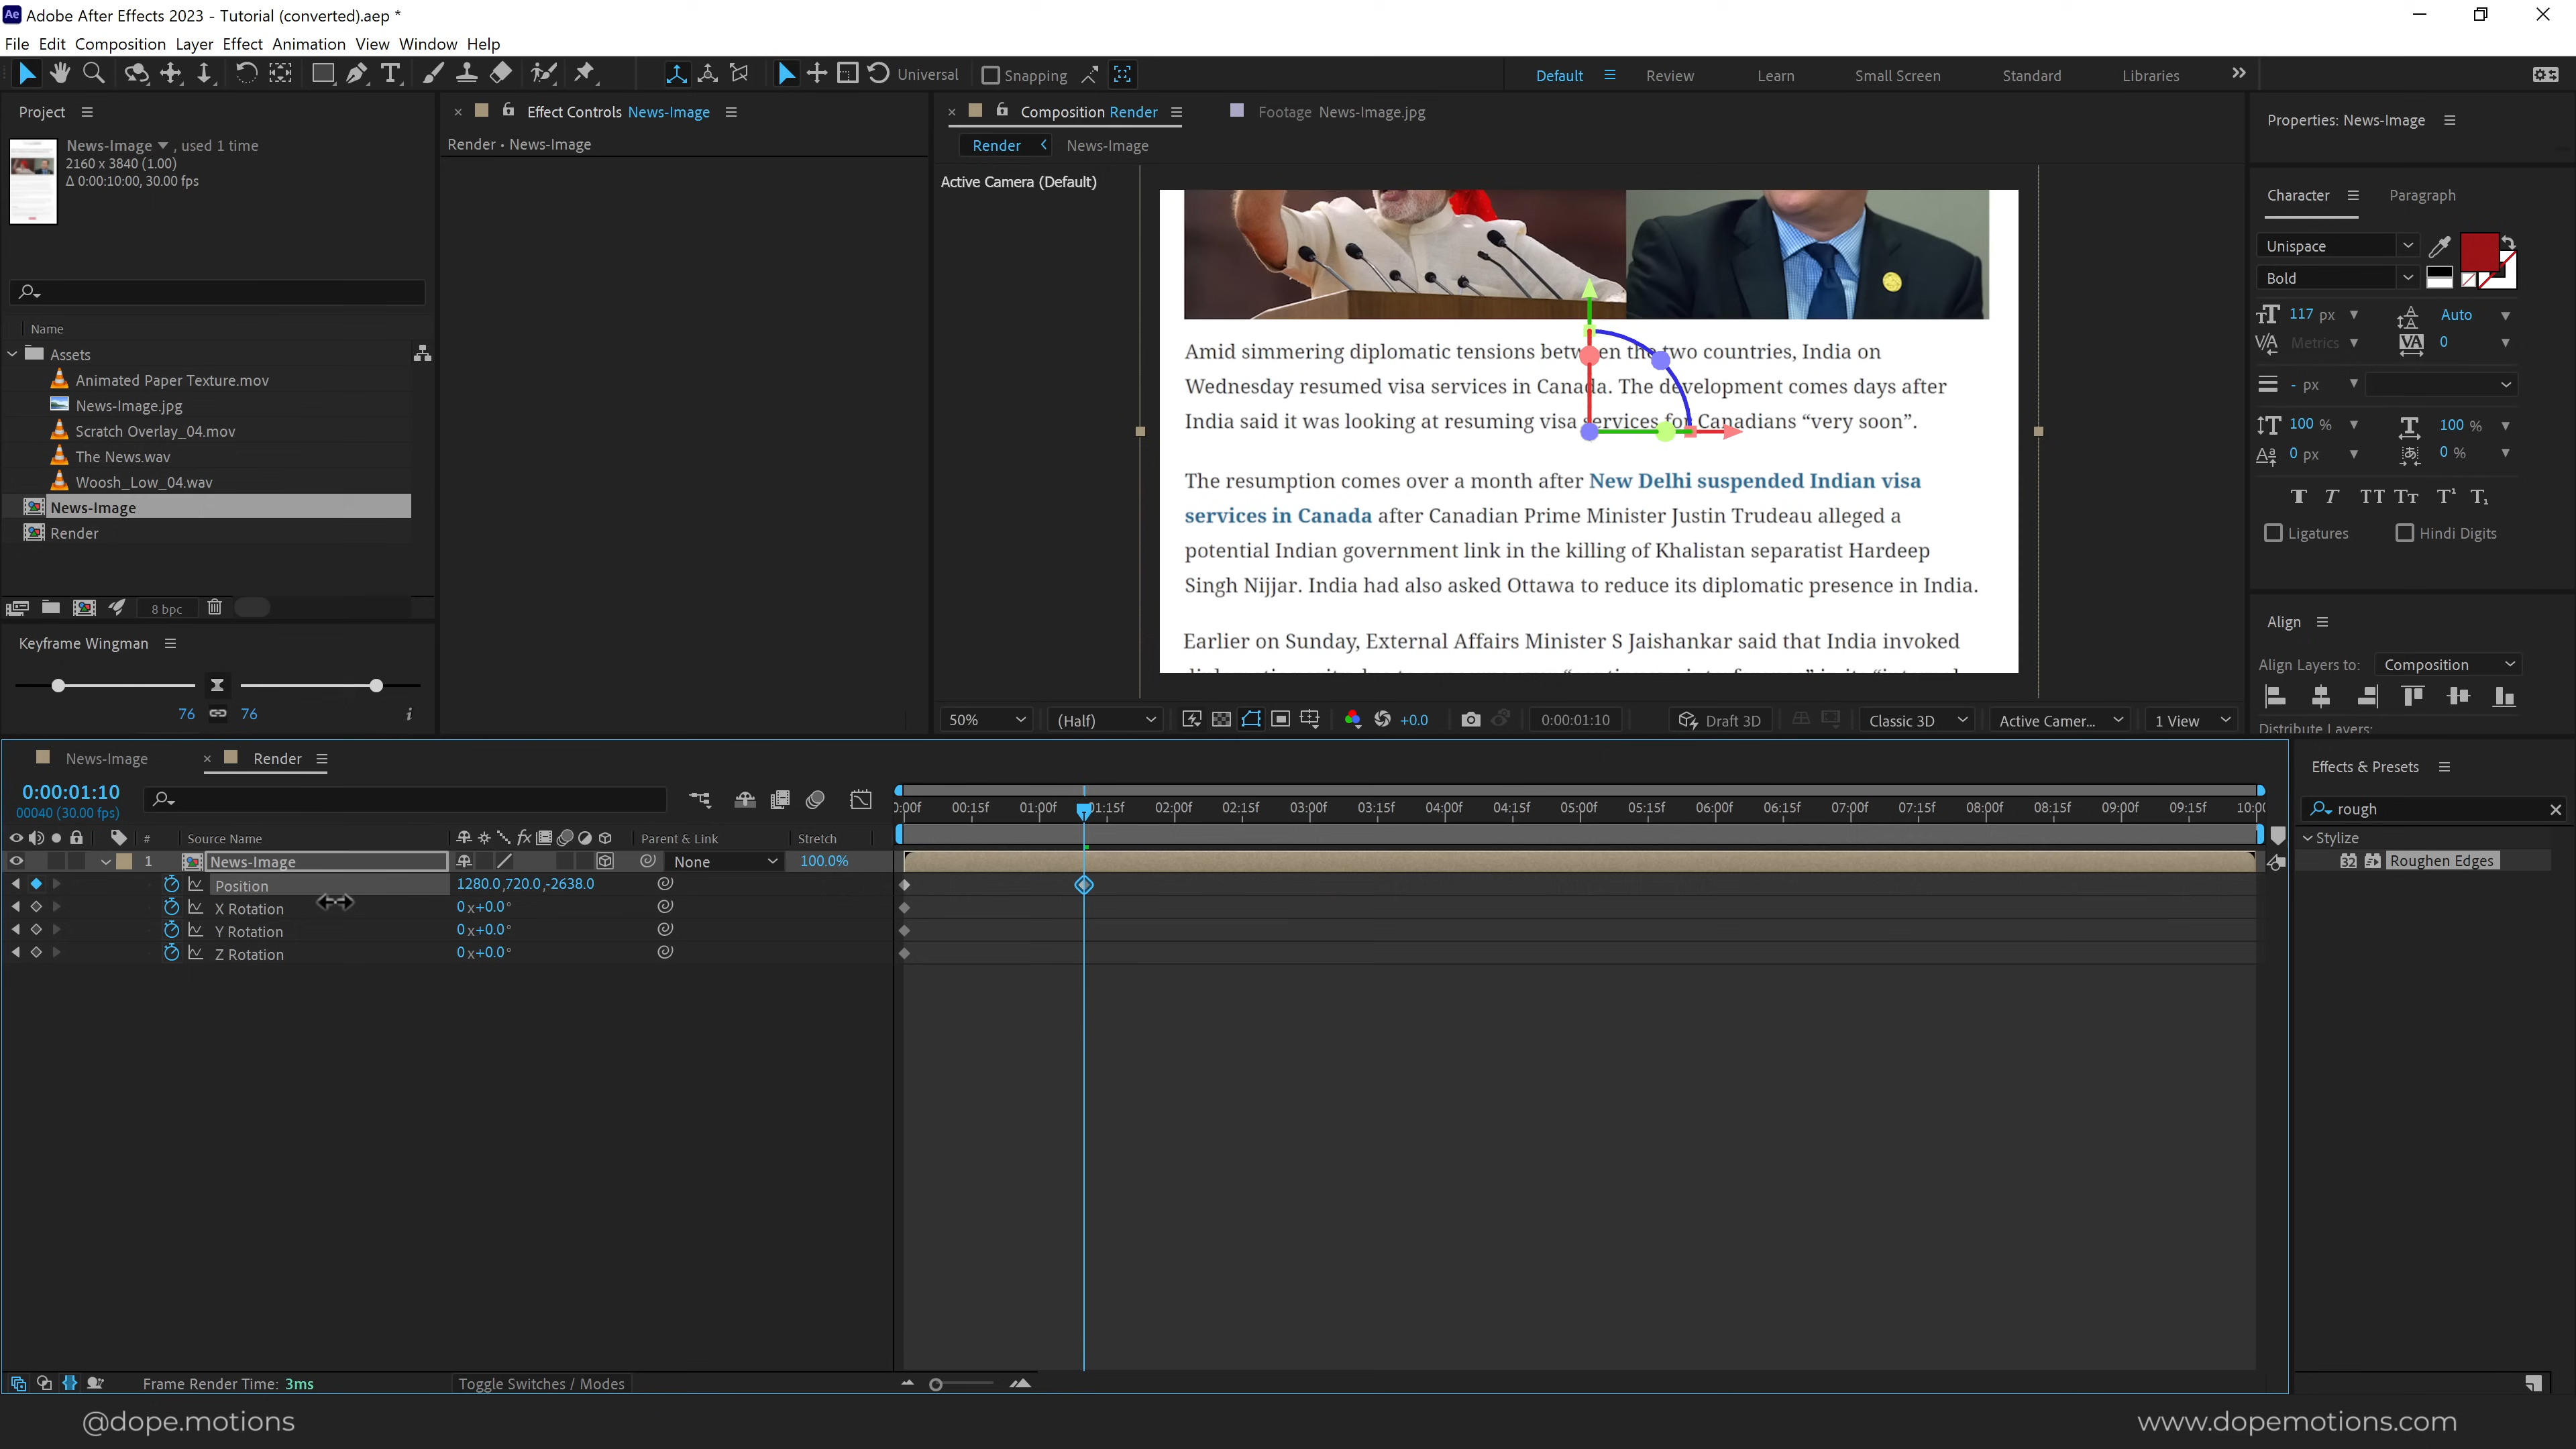 Adobe After Effects 2023 - Tutorial (converted).aep *
File Edit Composition Layer Effect Animation View Window Help
Universal Snapping Default Review Learn Small Screen Standard Libraries
Project
News-Image , used 1 time
2160 x 3840 (1.00)
Δ 0:00:10:00, 30.00 fps
Name
Assets
Animated Paper Texture.mov
News-Image.jpg
Scratch Overlay_04.mov
The News.wav
Woosh_Low_04.wav
News-Image
Render
8 bpc
Keyframe Wingman
76 76
Effect Controls News-Image
Render • News-Image
Composition Render Footage News-Image.jpg
Render News-Image
Active Camera (Default)
Amid simmering diplomatic tensions between the two countries, India on
Wednesday resumed visa services in Canada. The development comes days after
India said it was looking at resuming visa services for Canadians “very soon”.
The resumption comes over a month after New Delhi suspended Indian visa
services in Canada after Canadian Prime Minister Justin Trudeau alleged a
potential Indian government link in the killing of Khalistan separatist Hardeep
Singh Nijjar. India had also asked Ottawa to reduce its diplomatic presence in India.
Earlier on Sunday, External Affairs Minister S Jaishankar said that India invoked
50% (Half) +0.0 0:00:01:10 Draft 3D Classic 3D Active Camer... 1 View
Properties: News-Image
Character Paragraph
Unispace
Bold
117 px Auto
Metrics 0
- px
100 % 100 %
0 px 0 %
Ligatures Hindi Digits
Align
Align Layers to: Composition
Distribute Layers:
News-Image Render
0:00:01:10
00040 (30.00 fps)
# Source Name Parent & Link Stretch
1 News-Image None 100.0%
Position 1280.0,720.0,-2638.0
X Rotation 0x+0.0°
Y Rotation 0x+0.0°
Z Rotation 0x+0.0°
:00f 00:15f 01:00f 01:15f 02:00f 02:15f 03:00f 03:15f 04:00f 04:15f 05:00f 05:15f 06:00f 06:15f 07:00f 07:15f 08:00f 08:15f 09:00f 09:15f 10:0
Effects & Presets
rough
Stylize
32 Roughen Edges
Frame Render Time: 3ms Toggle Switches / Modes
@dope.motions
www.dopemotions.com